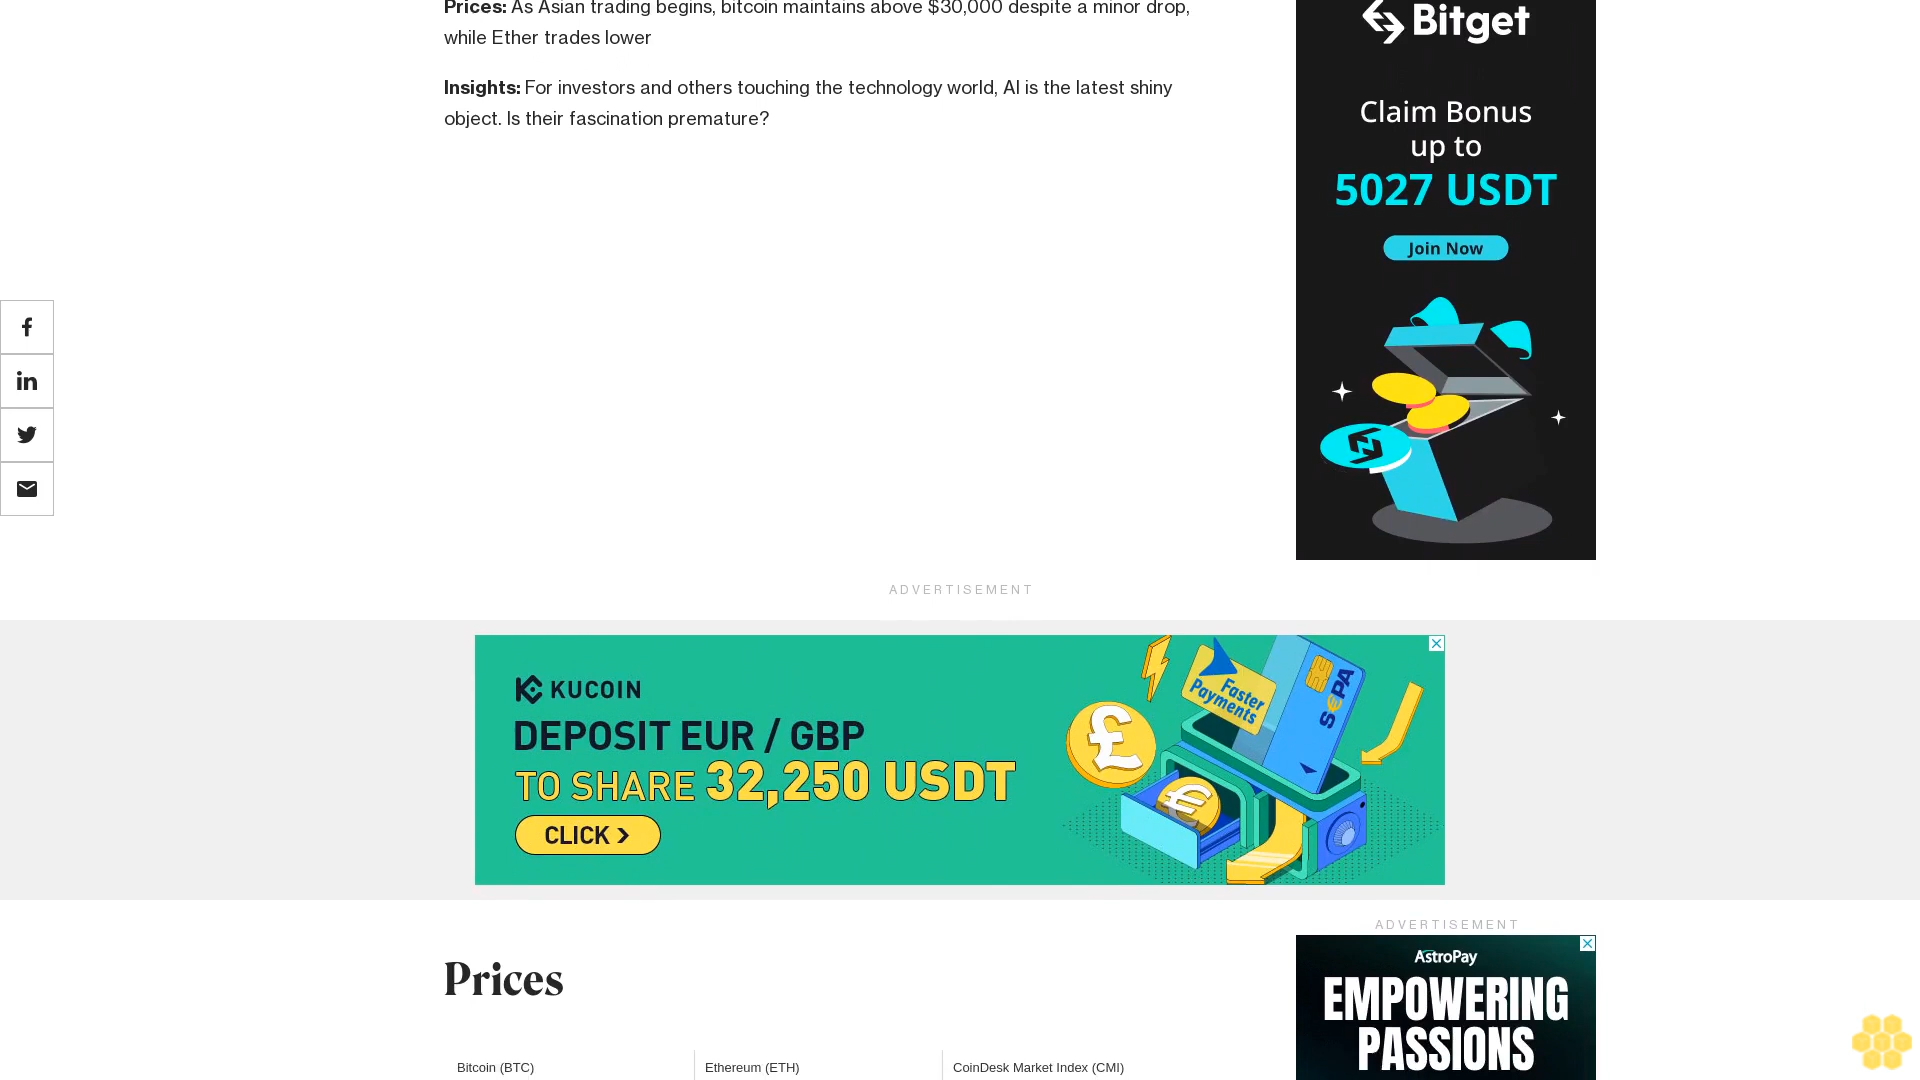 Prices: As Asian trading begins, bitcoin maintains above $30,000 despite a minor drop,
while Ether trades lower
Insights: For investors and others touching the technology world, AI is the latest shiny
object. Is their fascination premature?
Bitget
Claim Bonus
up to
5027 USDT
Join Now
ADVERTISEMENT
KUCOIN
DEPOSIT EUR / GBP
TO SHARE 32,250 USDT
CLICK >
Faster
Payments
S€PA
£
€
Prices
Bitcoin (BTC)
Ethereum (ETH)
CoinDesk Market Index (CMI)
ADVERTISEMENT
AstroPay
EMPOWERING
PASSIONS